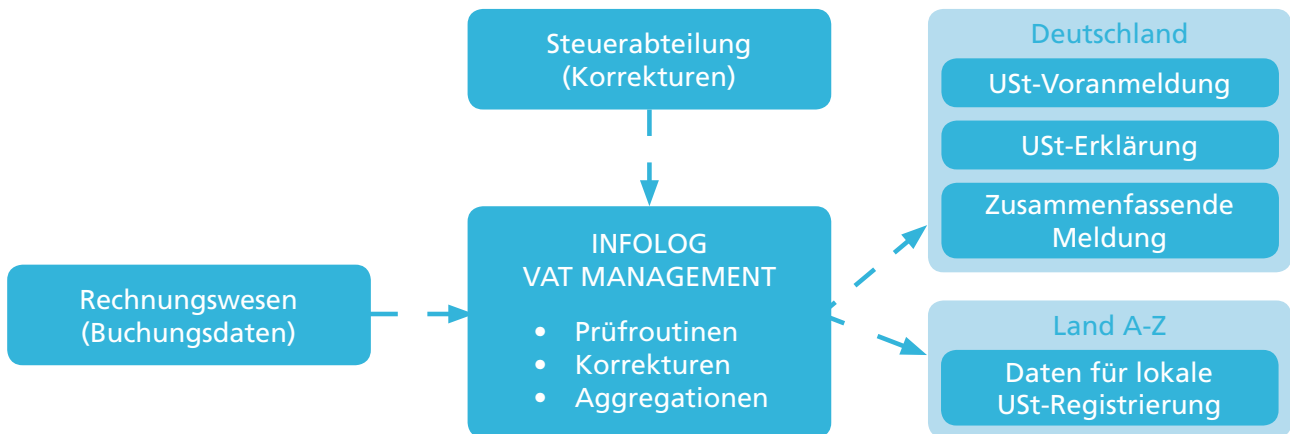 Steuerabteilung
(Korrekturen)
Rechnungswesen
(Buchungsdaten)
INFOLOG
VAT MANAGEMENT
• Prüfroutinen
• Korrekturen
• Aggregationen
Deutschland
USt-Voranmeldung
USt-Erklärung
Zusammenfassende
Meldung
Land A-Z
Daten für lokale
USt-Registrierung